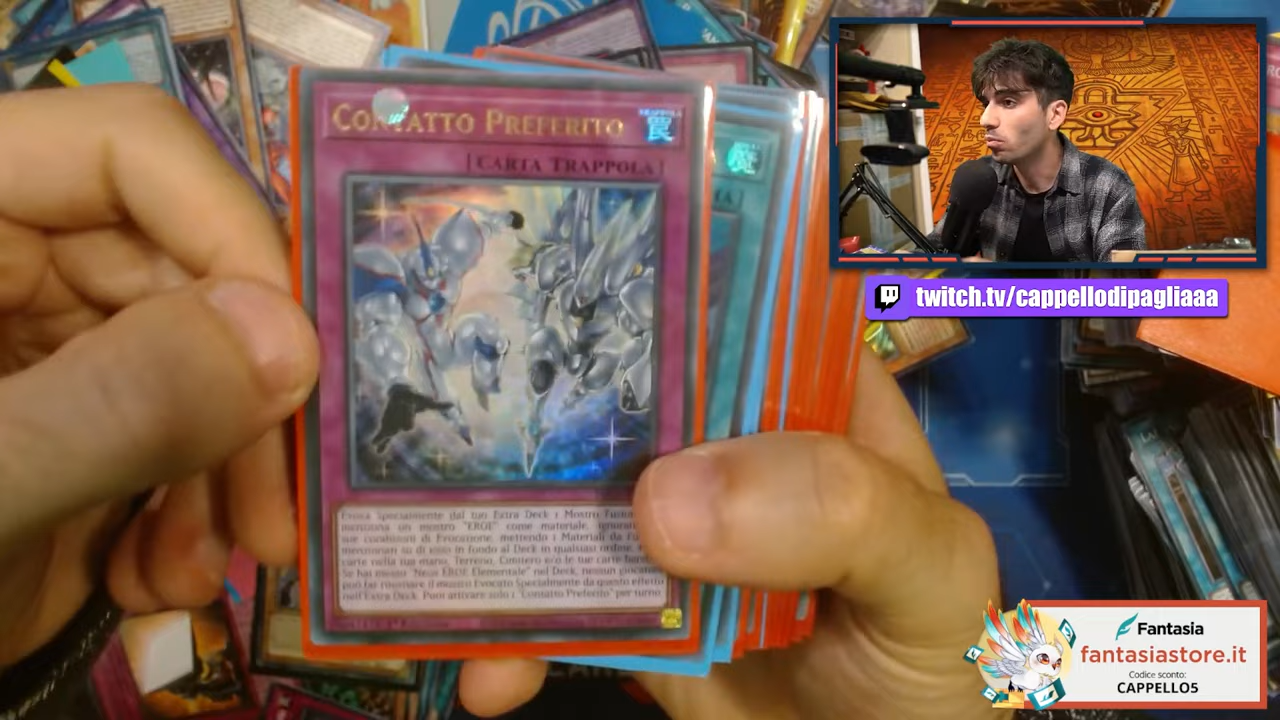 CONTATTO PREFERITO
[CARTA TRAPPOLA]
Evoca Specialmente dal tuo Extra Deck 1 Mostro
menziona un mostro "EROE" come materiale,
sue condizioni di Evocazione, mettendo i Materiali da
menzionati su di esso in fondo al Deck in qualsiasi ordine,
carte nella tua mano, Terreno, Cimitero e/o le tue carte
Se hai messo "Neos EROE Elementale" nel Deck, nessun giocatore
può far ritornare il mostro Evocato Specialmente da questo effetto
nell'Extra Deck. Puoi attivare solo 1 "Contatto Preferito" per turno
twitch.tv/cappellodipagliaaa
Fantasia
fantasiastore.it
Codice sconto:
CAPPELLO5